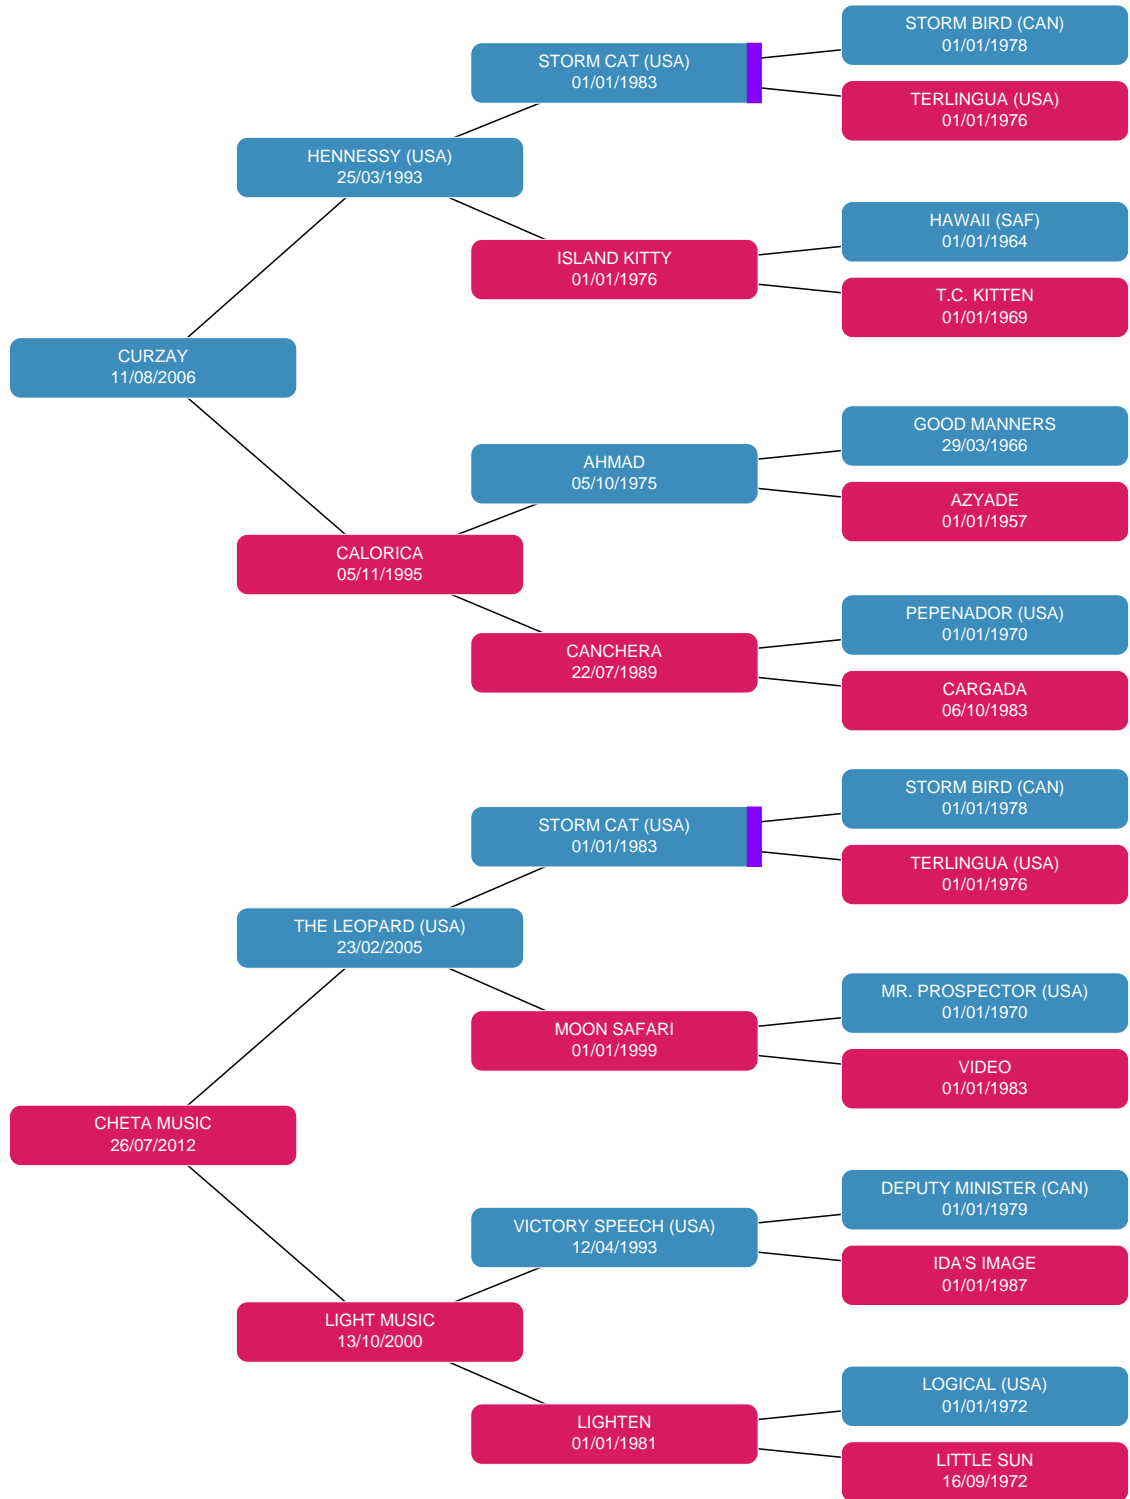 STORM BIRD (CAN)
01/01/1978
STORM CAT (USA)
01/01/1983
TERLINGUA (USA)
01/01/1976
HENNESSY (USA)
25/03/1993
HAWAII (SAF)
01/01/1964
ISLAND KITTY
01/01/1976
T.C. KITTEN
01/01/1969
CURZAY
11/08/2006
GOOD MANNERS
29/03/1966
AHMAD
05/10/1975
AZYADE
01/01/1957
CALORICA
05/11/1995
PEPENADOR (USA)
01/01/1970
CANCHERA
22/07/1989
CARGADA
06/10/1983
STORM BIRD (CAN)
01/01/1978
STORM CAT (USA)
01/01/1983
TERLINGUA (USA)
01/01/1976
THE LEOPARD (USA)
23/02/2005
MR. PROSPECTOR (USA)
01/01/1970
MOON SAFARI
01/01/1999
VIDEO
01/01/1983
CHETA MUSIC
26/07/2012
DEPUTY MINISTER (CAN)
01/01/1979
VICTORY SPEECH (USA)
12/04/1993
IDA'S IMAGE
01/01/1987
LIGHT MUSIC
13/10/2000
LOGICAL (USA)
01/01/1972
LIGHTEN
01/01/1981
LITTLE SUN
16/09/1972